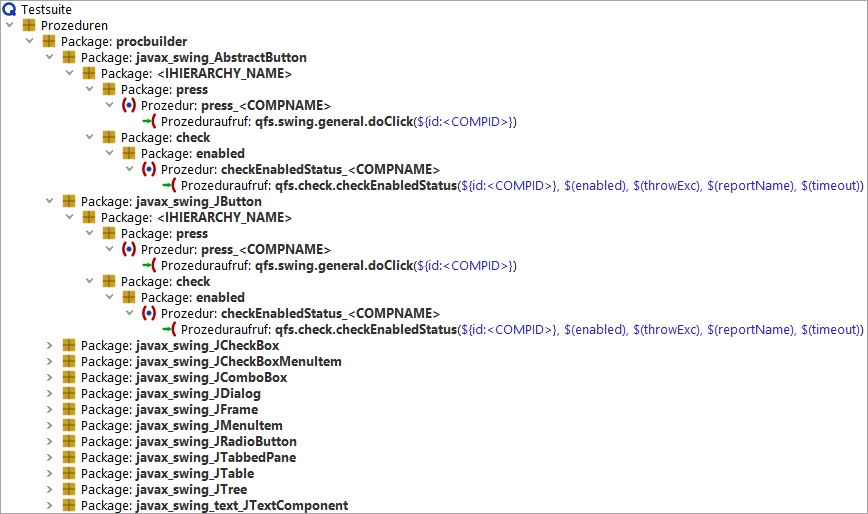 Testsuite
Prozeduren
Package: procbuilder
Package: javax_swing_AbstractButton
Package: <IHIERARCHY_NAME>
Package: press
Prozedur: press_<COMPNAME>
Prozeduraufruf: qfs.swing.general.doClick(${id:<COMPID>})
Package: check
Package: enabled
Prozedur: checkEnabledStatus_<COMPNAME>
Prozeduraufruf: qfs.check.checkEnabledStatus(${id:<COMPID>}, $(enabled), $(throwExc), $(reportName), $(timeout))
Package: javax_swing_JButton
Package: <IHIERARCHY_NAME>
Package: press
Prozedur: press_<COMPNAME>
Prozeduraufruf: qfs.swing.general.doClick(${id:<COMPID>})
Package: check
Package: enabled
Prozedur: checkEnabledStatus_<COMPNAME>
Prozeduraufruf: qfs.check.checkEnabledStatus(${id:<COMPID>}, $(enabled), $(throwExc), $(reportName), $(timeout))
Package: javax_swing_JCheckBox
Package: javax_swing_JCheckBoxMenuItem
Package: javax_swing_JComboBox
Package: javax_swing_JDialog
Package: javax_swing_JFrame
Package: javax_swing_JMenuItem
Package: javax_swing_JRadioButton
Package: javax_swing_JTabbedPane
Package: javax_swing_JTable
Package: javax_swing_JTree
Package: javax_swing_text_JTextComponent